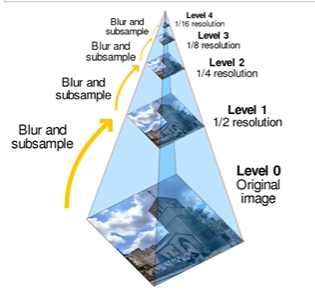 Level 4
1/16 resolution
Blur and
subsample
Level 3
1/8 resolution
Blur and
subsample
Level 2
1/4 resolution
Blur and
subsample
Level 1
1/2 resolution
Blur and
subsample
Level 0
Original
image